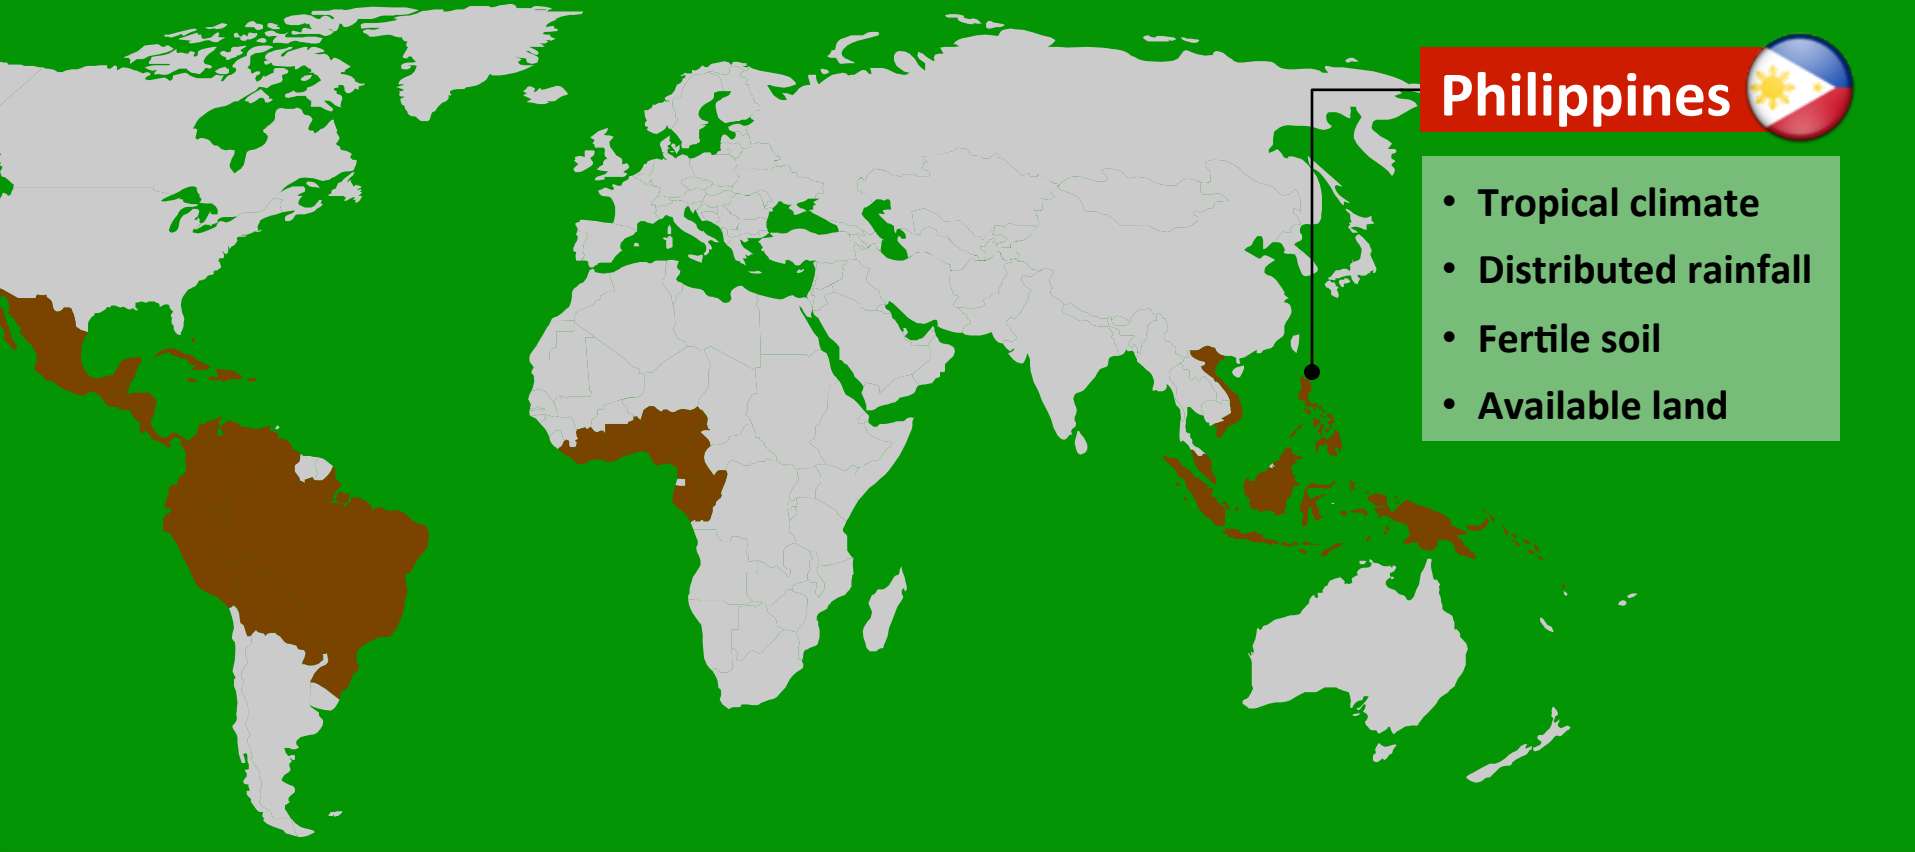 Philippines
• Tropical climate
• Distributed rainfall
• Fertile soil
• Available land